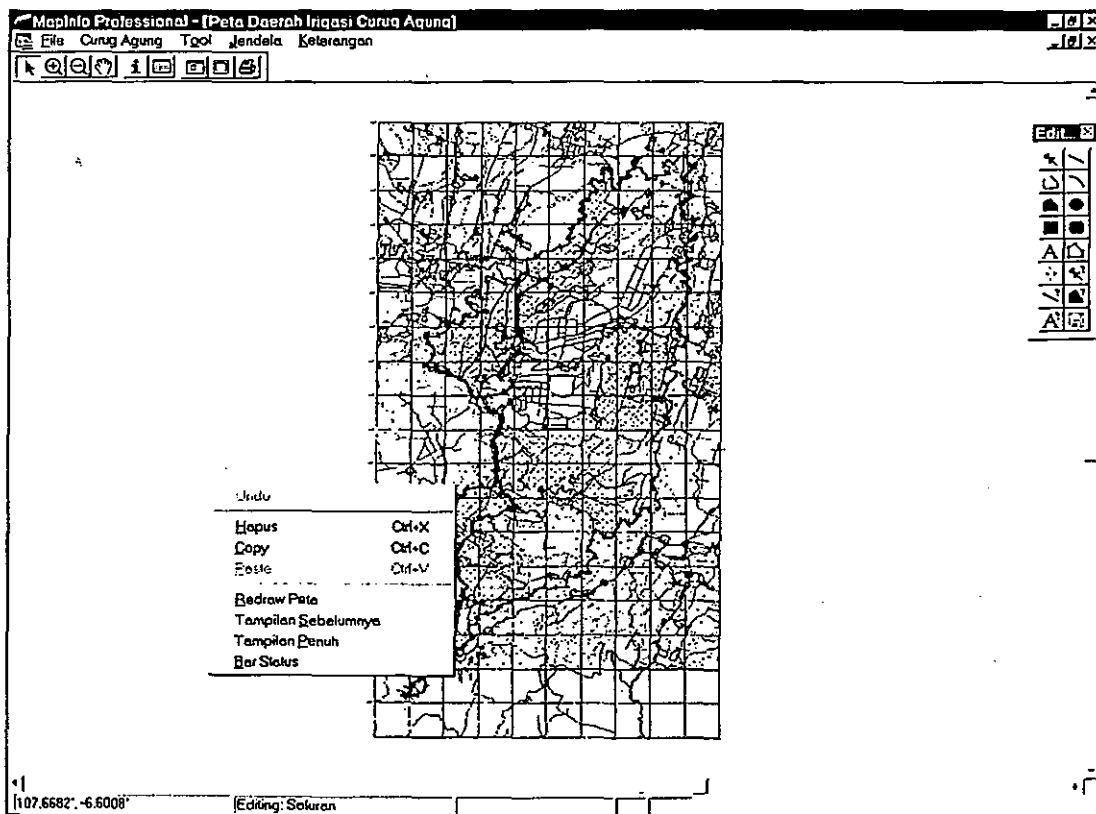 MapInfo Professional - [Peta Daerah Irigasi Curug Agung]
File Curug Agung Tool Jendela Keterangan
Edit...
A
A
Undo
Hapus Ctrl+X
Copy Ctrl+C
Paste Ctrl+V
Redraw Peta
Tampilan Sebelumnya
Tampilan Penuh
Bar Status
107.6682°, -6.6008°
Editing: Saluran